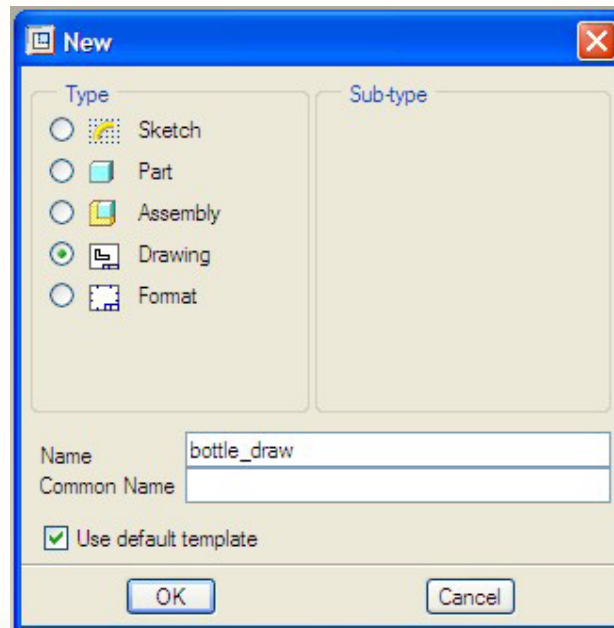 New
Type
Sub-type
Sketch
Part
Assembly
Drawing
Format
Name bottle_draw
Common Name
Use default template
OK Cancel